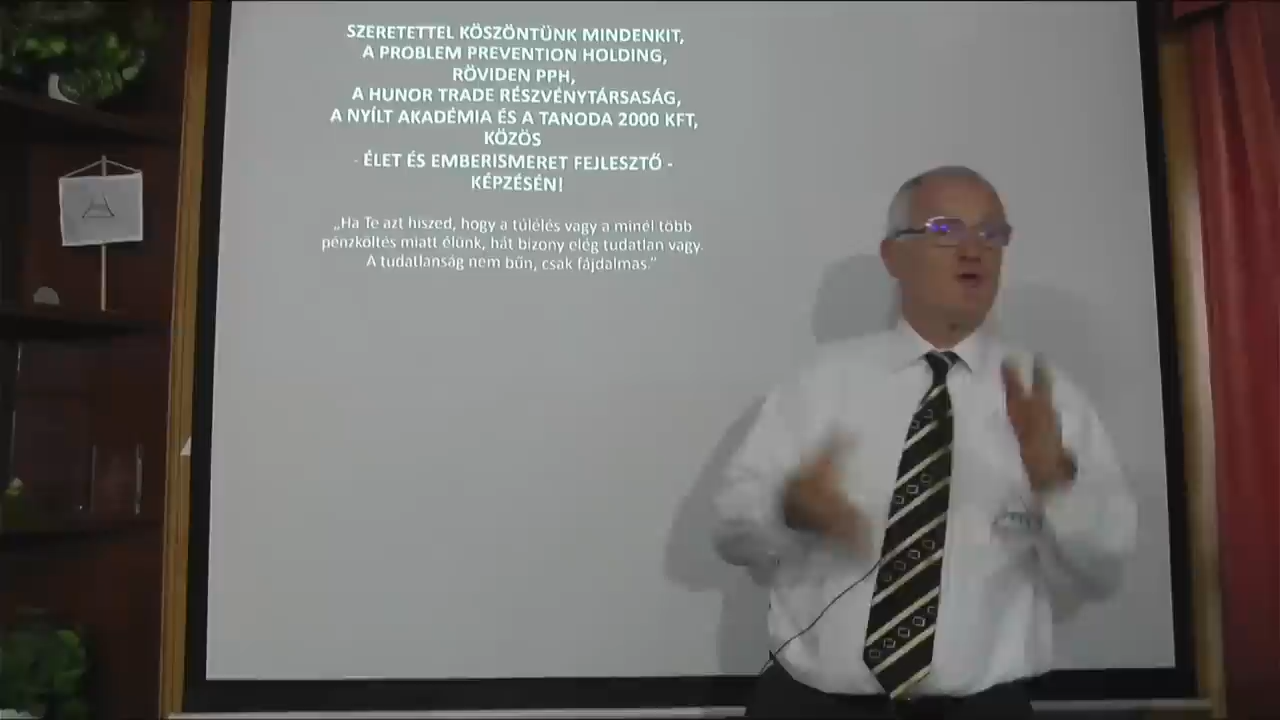 SZERETETTEL KÖSZÖNTÜNK MINDENKIT,
A PROBLEM PREVENTION HOLDING,
RÖVIDEN PPH,
A HUNOR TRADE RÉSZVÉNYTÁRSASÁG,
A NYÍLT AKADÉMIA ÉS A TANODA 2000 KFT,
KÖZÖS
- ÉLET ÉS EMBERISMERET FEJLESZTŐ -
KÉPZÉSÉN!
„Ha Te azt hiszed, hogy a túlélés vagy a minél több
pénzköltés miatt élünk, hát bizony elég tudatlan vagy.
A tudatlanság nem bűn, csak fájdalmas.”